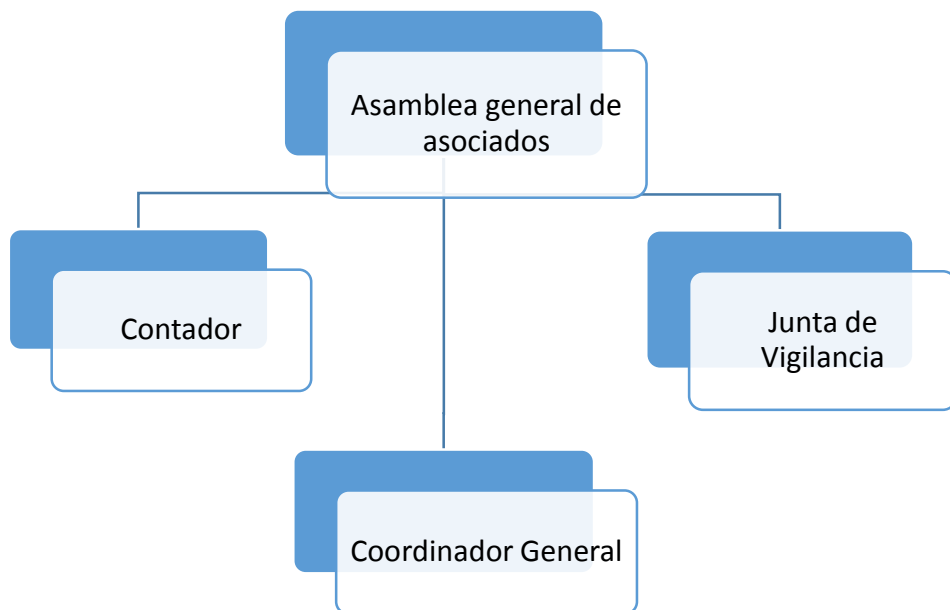 Asamblea general de
asociados
Contador
Junta de
Vigilancia
Coordinador General